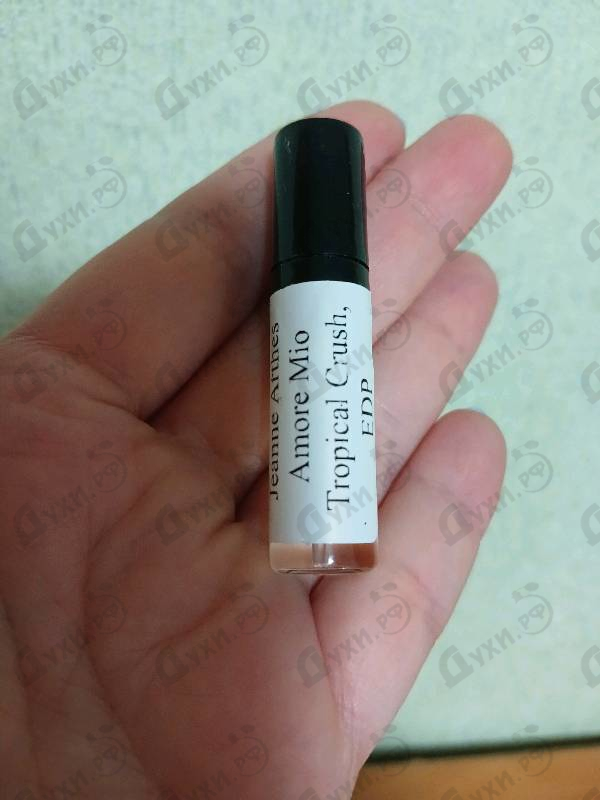 Jeanne Arthes
Amore Mio
Tropical Crush,
EDP
Духи.рф